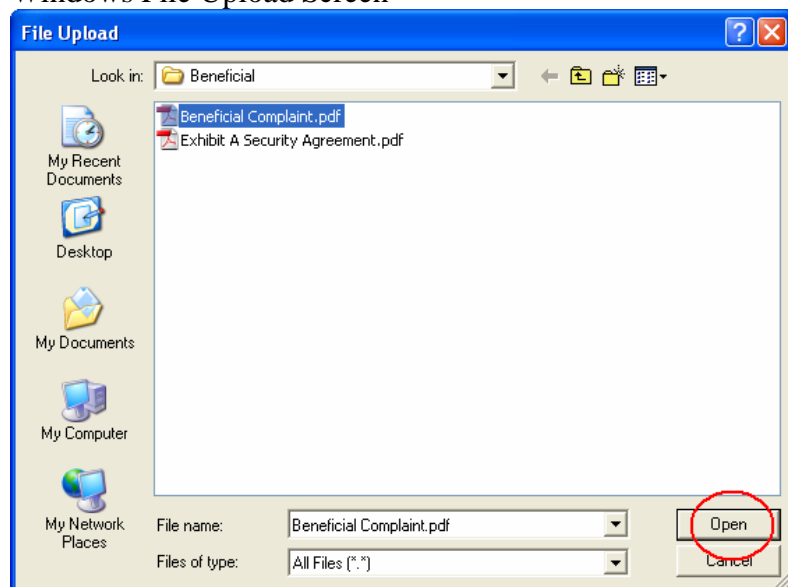 Windows File Upload Screen
File Upload
Look in: Beneficial
Beneficial Complaint.pdf
Exhibit A Security Agreement.pdf
My Recent
Documents
Desktop
My Documents
My Computer
My Network
Places
File name: Beneficial Complaint.pdf Open
Files of type: All Files (*.*) Cancel